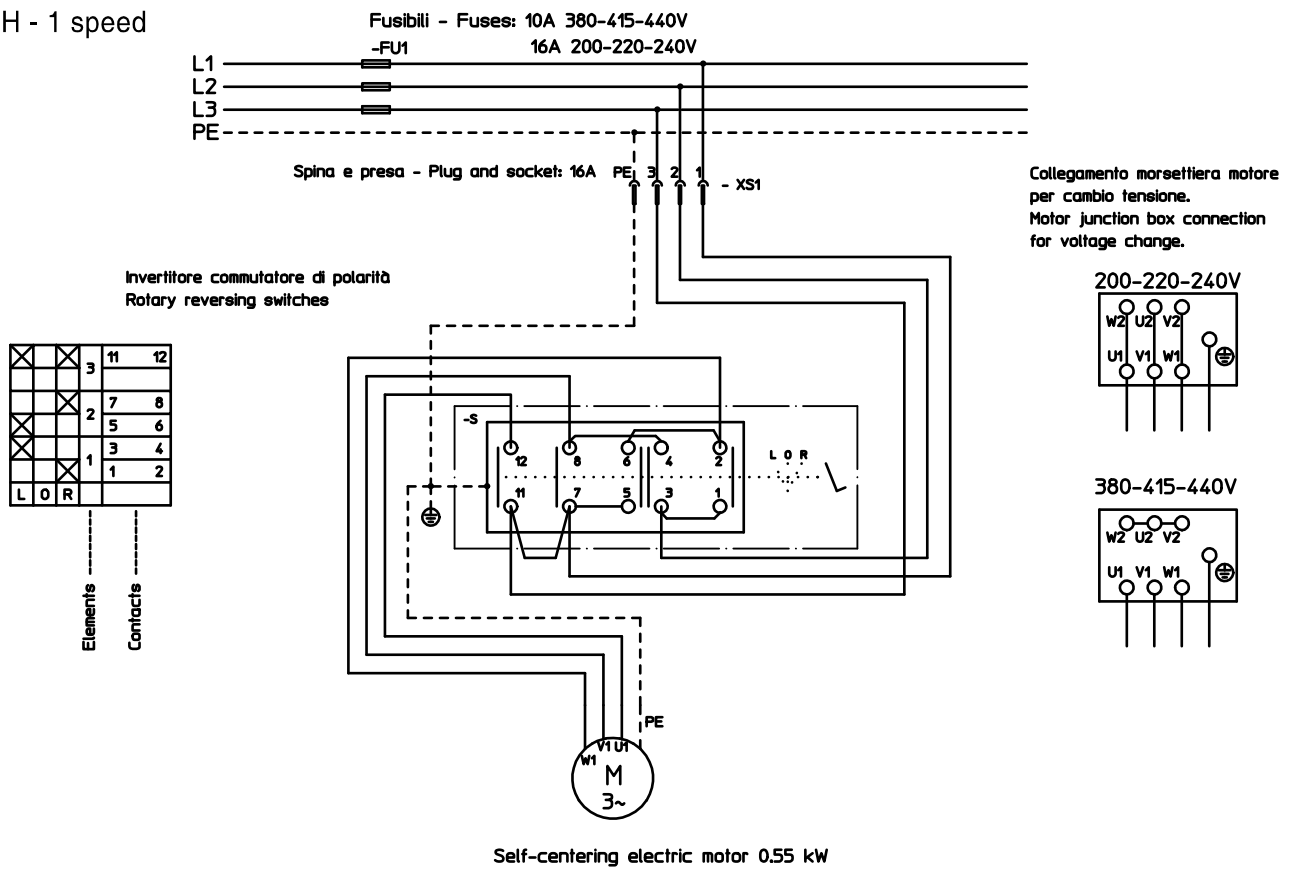 H - 1 speed
Fusibili - Fuses: 10A 380-415-440V
16A 200-220-240V
-FU1
L1
L2
L3
PE
Spina e presa - Plug and socket: 16A
PE 3 2 1
- XS1
Collegamento morsettiera motore
per cambio tensione.
Motor junction box connection
for voltage change.
Invertitore commutatore di polarità
Rotary reversing switches
200-220-240V
W2 U2 V2
U1 V1 W1
3 11 12
2 7 8
5 6
1 3 4
1 2
L O R
Elements
Contacts
-S
12 8 6 4 2
L O R
11 7 5 3 1
380-415-440V
W2 U2 V2
U1 V1 W1
PE
W1 V1 U1
M
3~
Self-centering electric motor 0.55 kW